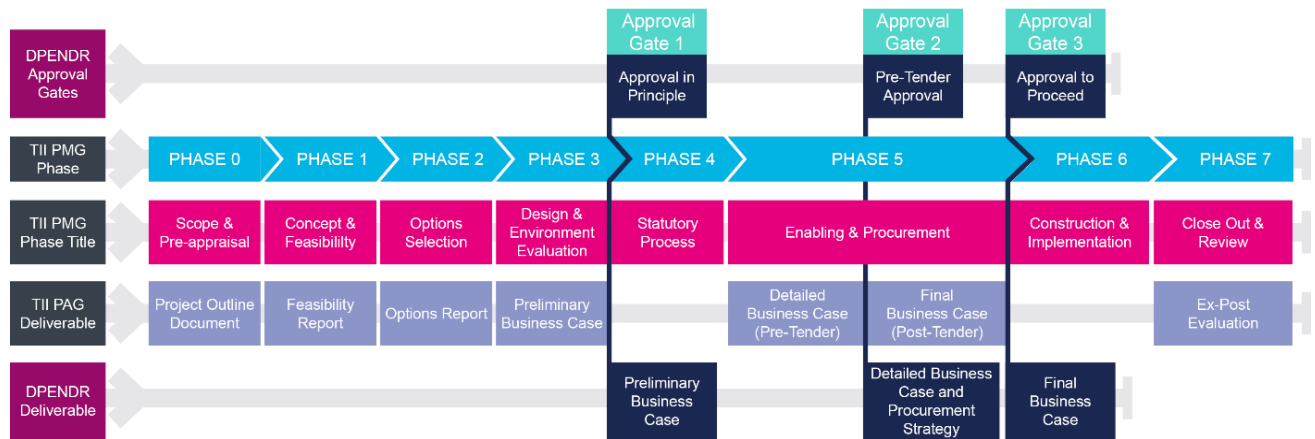 Approval
Gate 1
Approval
Gate 2
Approval
Gate 3
DPENDR
Approval
Gates
Approval in
Principle
Pre-Tender
Approval
Approval to
Proceed
TII PMG
Phase
PHASE 0
PHASE 1
PHASE 2
PHASE 3
PHASE 4
PHASE 5
PHASE 6
PHASE 7
TII PMG
Phase Title
Scope &
Pre-appraisal
Concept &
Feasibility
Options
Selection
Design &
Environment
Evaluation
Statutory
Process
Enabling & Procurement
Construction &
Implementation
Close Out &
Review
TII PAG
Deliverable
Project Outline
Document
Feasibility
Report
Options Report
Preliminary
Business Case
Detailed
Business Case
(Pre-Tender)
Final
Business Case
(Post-Tender)
Ex-Post
Evaluation
DPENDR
Deliverable
Preliminary
Business
Case
Detailed Business
Case and
Procurement
Strategy
Final
Business
Case